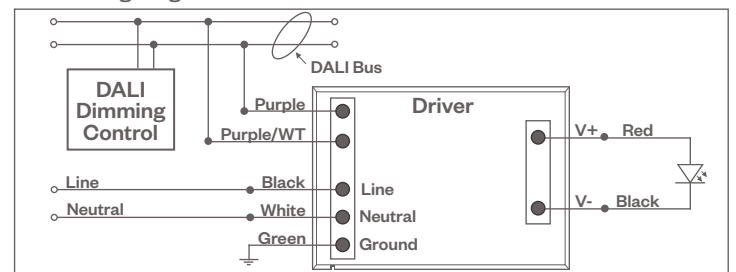 DALI Bus
DALI
Dimming
Control
Driver
Purple
Purple/WT
V+ Red
Line Black Line
Neutral White Neutral
V- Black
Green Ground